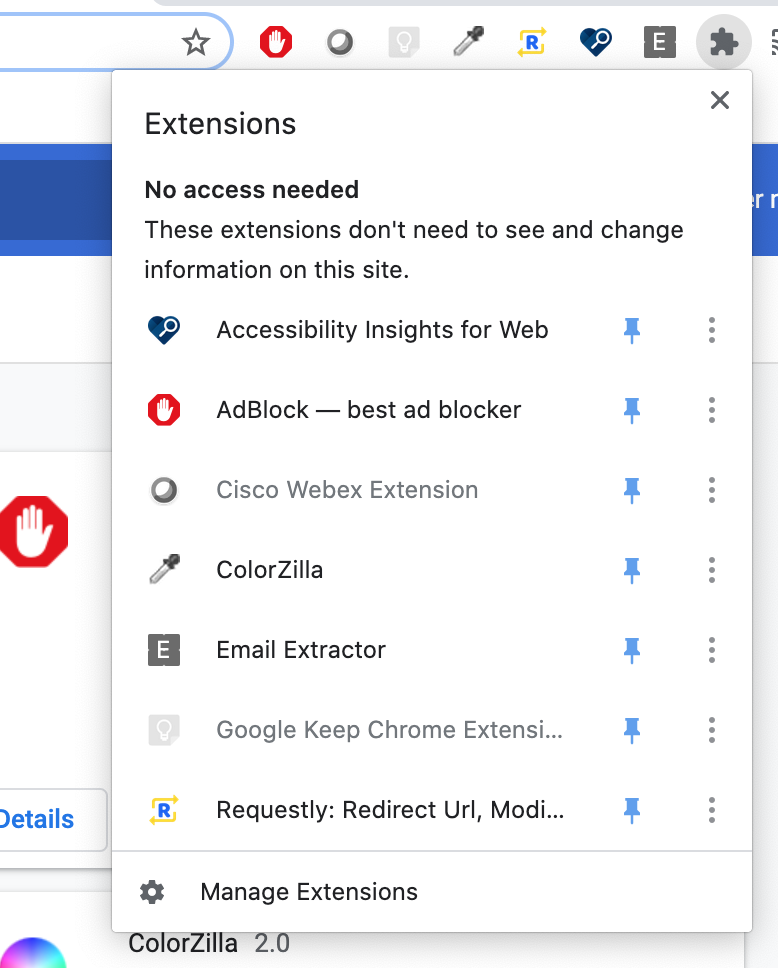 R
E
Extensions
No access needed
These extensions don't need to see and change
information on this site.
Accessibility Insights for Web
AdBlock — best ad blocker
Cisco Webex Extension
ColorZilla
E
Email Extractor
Google Keep Chrome Extensi...
R
Requestly: Redirect Url, Modi...
Details
Manage Extensions
ColorZilla 2.0